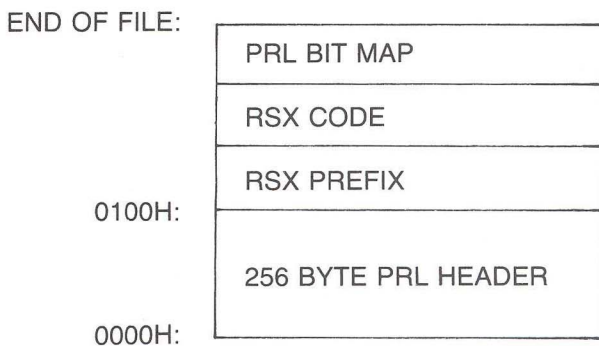 END OF FILE:
PRL BIT MAP
RSX CODE
RSX PREFIX
0100H:
256 BYTE PRL HEADER
0000H: